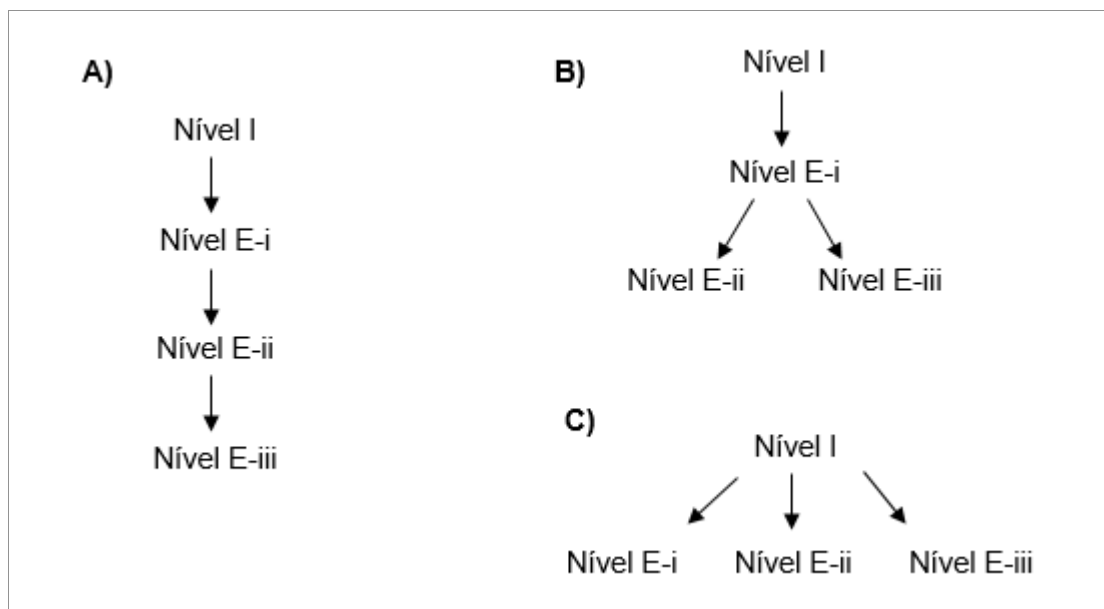 A)
Nível I
Nível E-i
Nível E-ii
Nível E-iii
B)
Nível I
Nível E-i
Nível E-ii Nível E-iii
C)
Nível I
Nível E-i Nível E-ii Nível E-iii